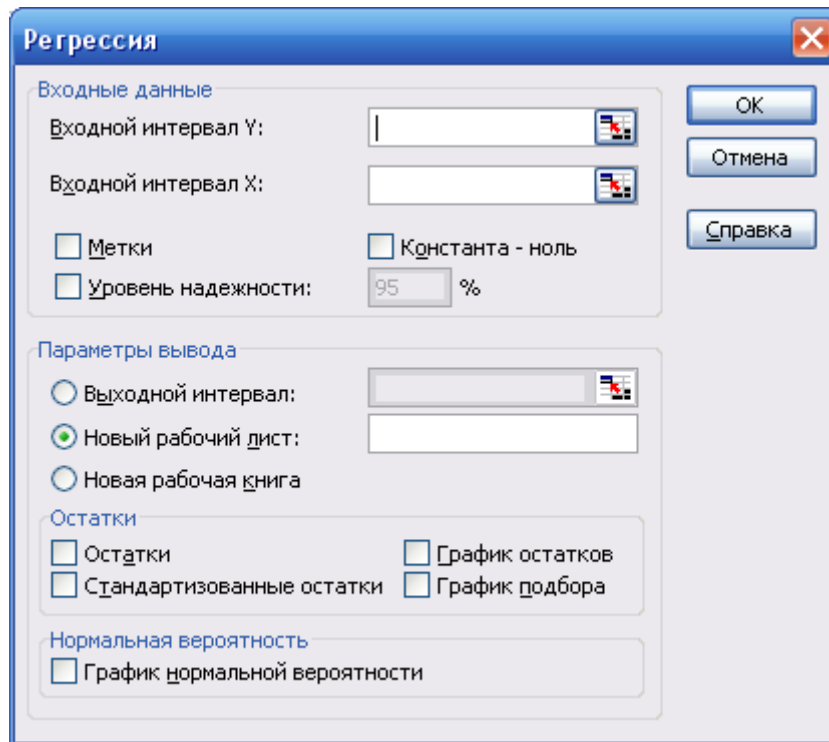 Регрессия
Входные данные
Входной интервал Y:
Входной интервал X:
Метки
Константа - ноль
Уровень надежности:
95
%
OK
Отмена
Справка
Параметры вывода
Выходной интервал:
Новый рабочий лист:
Новая рабочая книга
Остатки
Остатки
График остатков
Стандартизованные остатки
График подбора
Нормальная вероятность
График нормальной вероятности